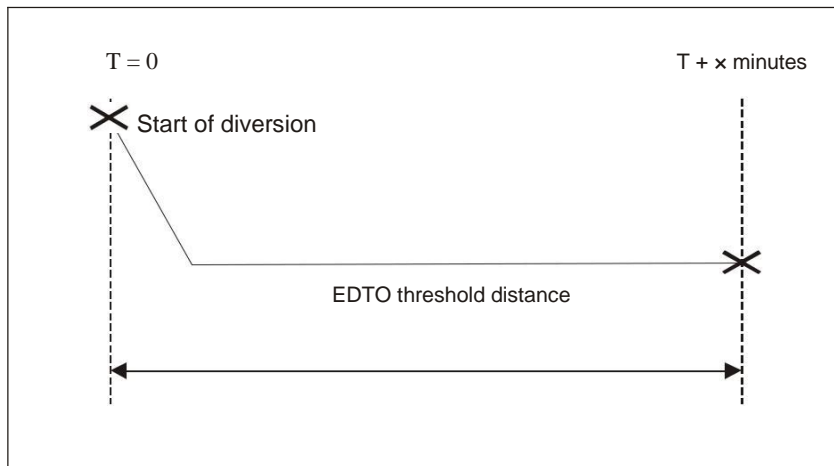 T = 0
T + × minutes
Start of diversion
EDTO threshold distance